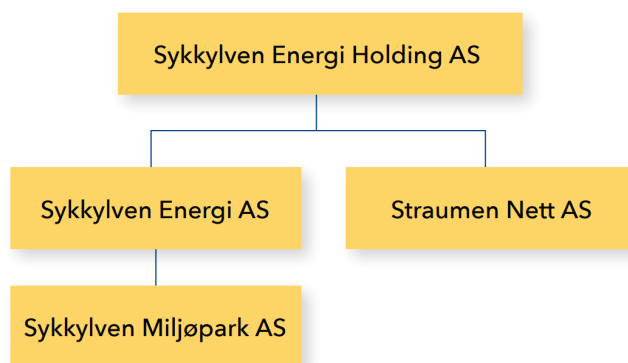 Sykkylven Energi Holding AS
Sykkylven Energi AS
Straumen Nett AS
Sykkylven Miljøpark AS